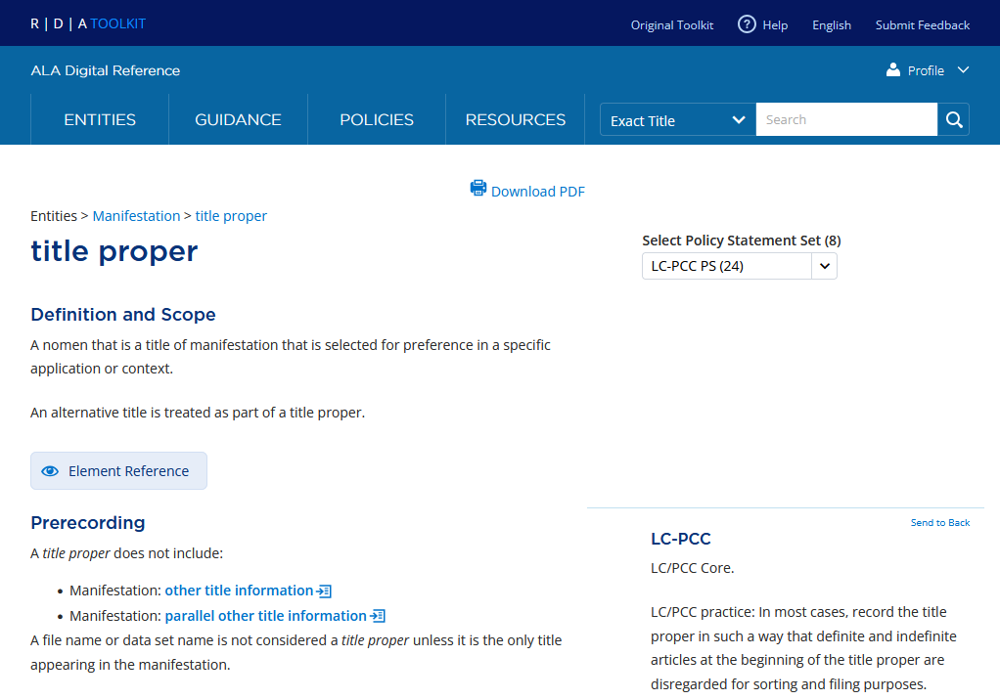 R | D | A TOOLKIT
Original Toolkit
? Help
English
Submit Feedback
ALA Digital Reference
Profile
ENTITIES
GUIDANCE
POLICIES
RESOURCES
Exact Title
Search
Download PDF
Entities > Manifestation > title proper
title proper
Select Policy Statement Set (8)
LC-PCC PS (24)
Definition and Scope
A nomen that is a title of manifestation that is selected for preference in a specific
application or context.
An alternative title is treated as part of a title proper.
Element Reference
Prerecording
A title proper does not include:
• Manifestation: other title information
• Manifestation: parallel other title information
A file name or data set name is not considered a title proper unless it is the only title
appearing in the manifestation.
Send to Back
LC-PCC
LC/PCC Core.
LC/PCC practice: In most cases, record the title
proper in such a way that definite and indefinite
articles at the beginning of the title proper are
disregarded for sorting and filing purposes.